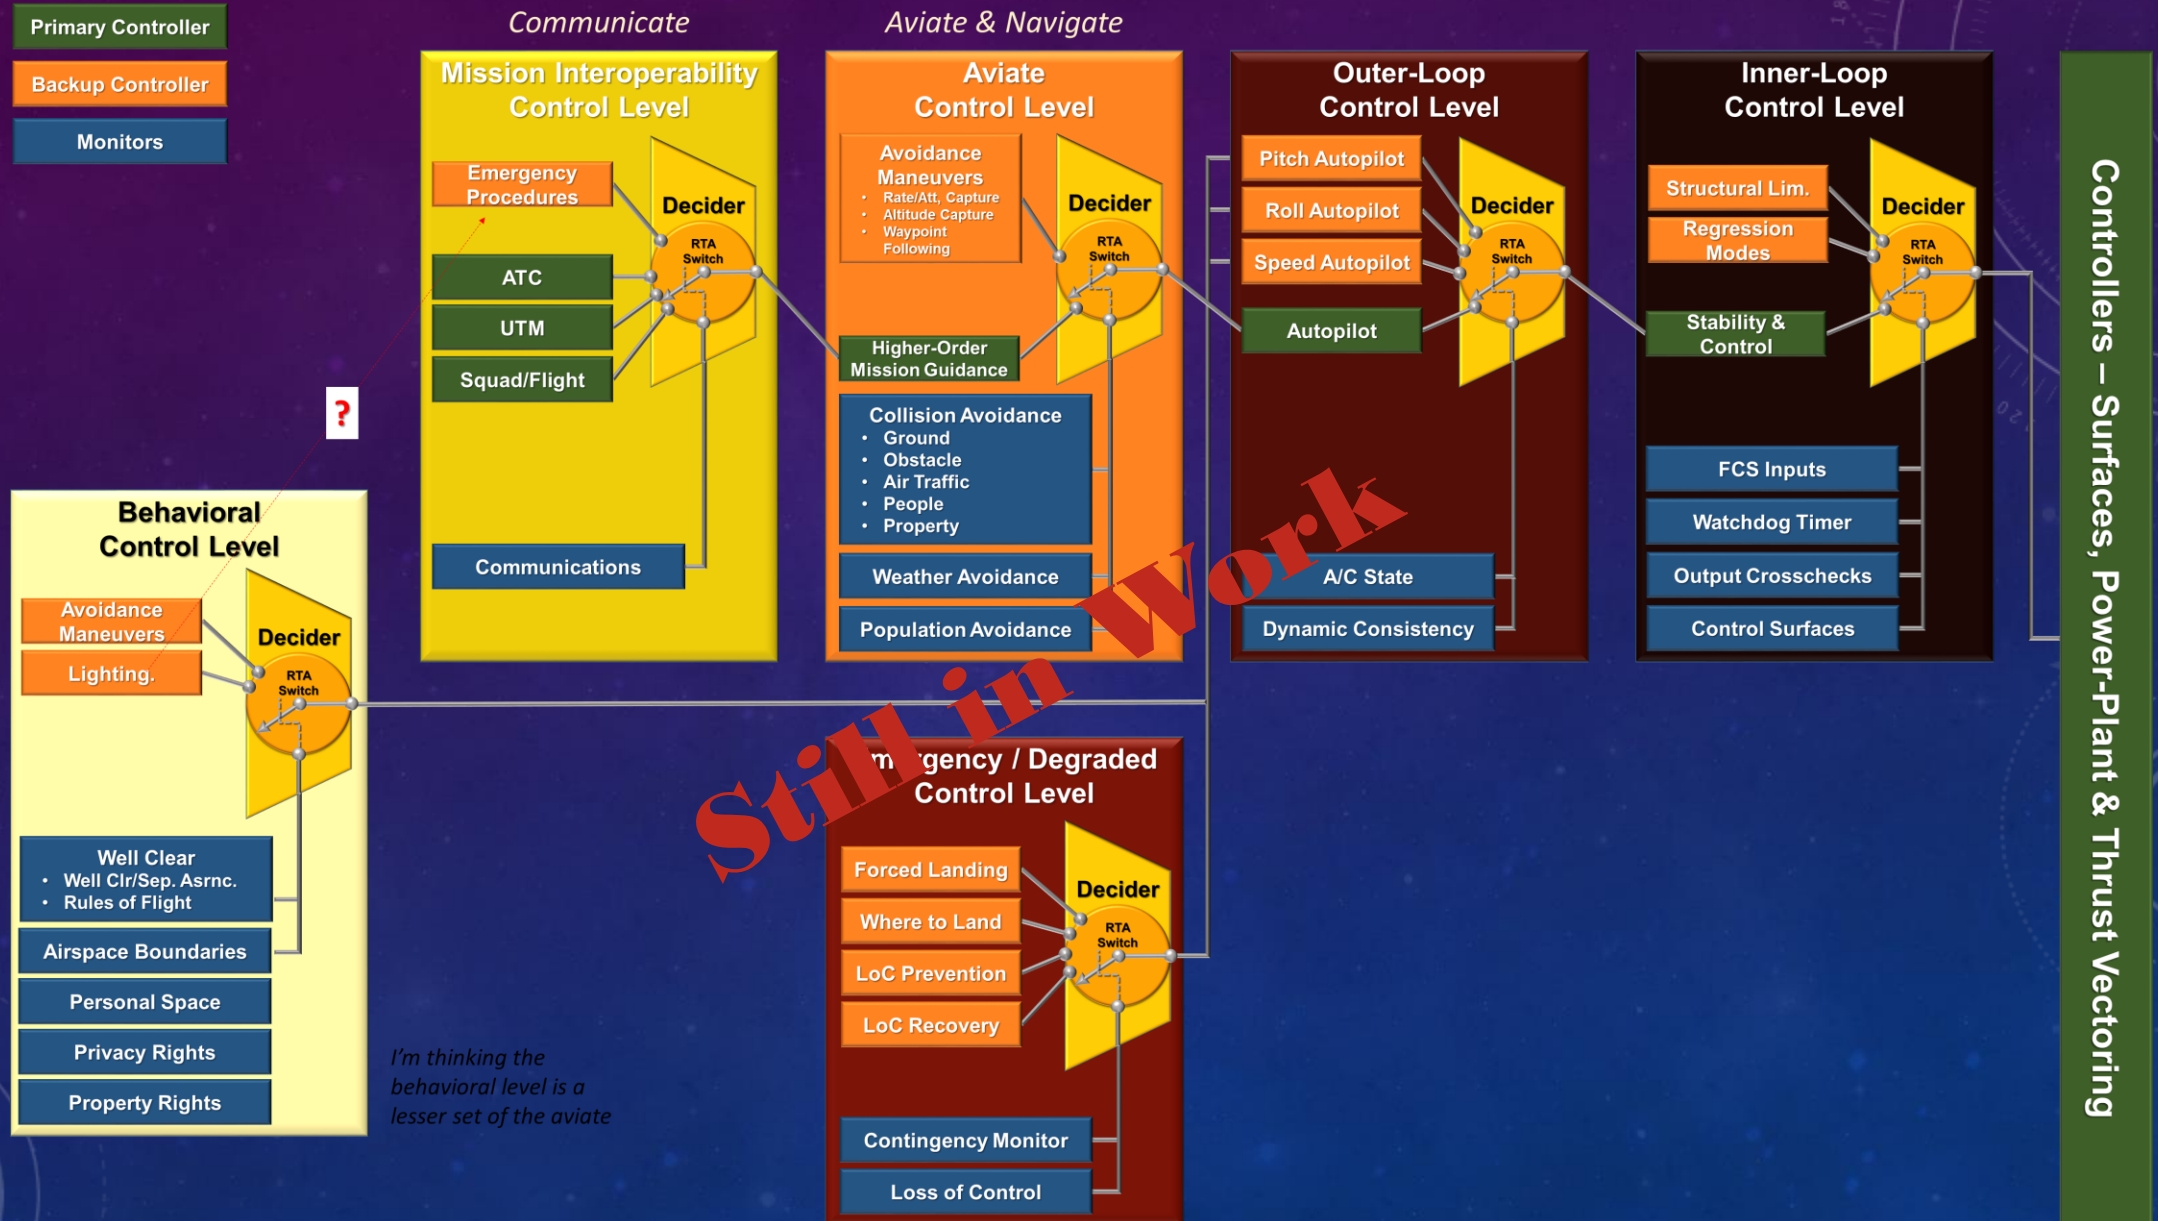 Primary Controller
Backup Controller
Monitors
Communicate
Mission Interoperability
Control Level
Emergency
Procedures
ATC
UTM
Squad/Flight
Decider
RTA
Switch
Communications
Aviate & Navigate
Aviate
Control Level
Avoidance
Maneuvers
• Rate/Att, Capture
• Altitude Capture
• Waypoint
Following
Higher-Order
Mission Guidance
Decider
RTA
Switch
Collision Avoidance
• Ground
• Obstacle
• Air Traffic
• People
• Property
Weather Avoidance
Population Avoidance
Outer-Loop
Control Level
Pitch Autopilot
Roll Autopilot
Speed Autopilot
Autopilot
Decider
RTA
Switch
A/C State
Dynamic Consistency
Inner-Loop
Control Level
Structural Lim.
Regression
Modes
Stability &
Control
Decider
RTA
Switch
FCS Inputs
Watchdog Timer
Output Crosschecks
Control Surfaces
Controllers – Surfaces, Power-Plant & Thrust Vectoring
?
Behavioral
Control Level
Avoidance
Maneuvers
Lighting.
Decider
RTA
Switch
Well Clear
• Well Clr/Sep. Asrnc.
• Rules of Flight
Airspace Boundaries
Personal Space
Privacy Rights
Property Rights
I'm thinking the
behavioral level is a
lesser set of the aviate
Still in Work
Emergency / Degraded
Control Level
Forced Landing
Where to Land
LoC Prevention
LoC Recovery
Decider
RTA
Switch
Contingency Monitor
Loss of Control